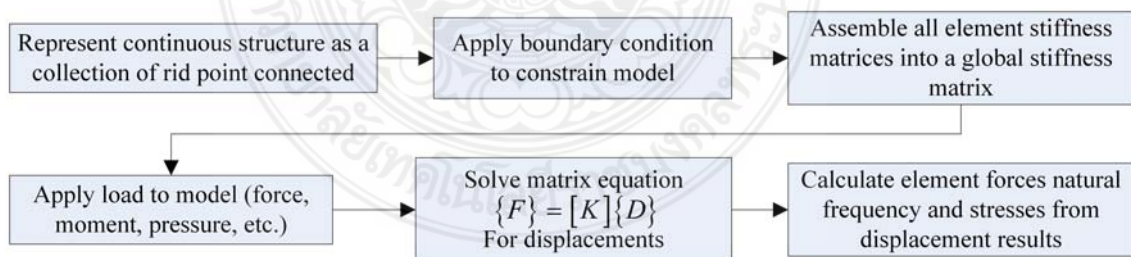 Represent continuous structure as a
collection of rid point connected
Apply boundary condition
to constrain model
Assemble all element stiffness
matrices into a global stiffness
matrix
Apply load to model (force,
moment, pressure, etc.)
Solve matrix equation
{F} = [K]{D}
For displacements
Calculate element forces natural
frequency and stresses from
displacement results